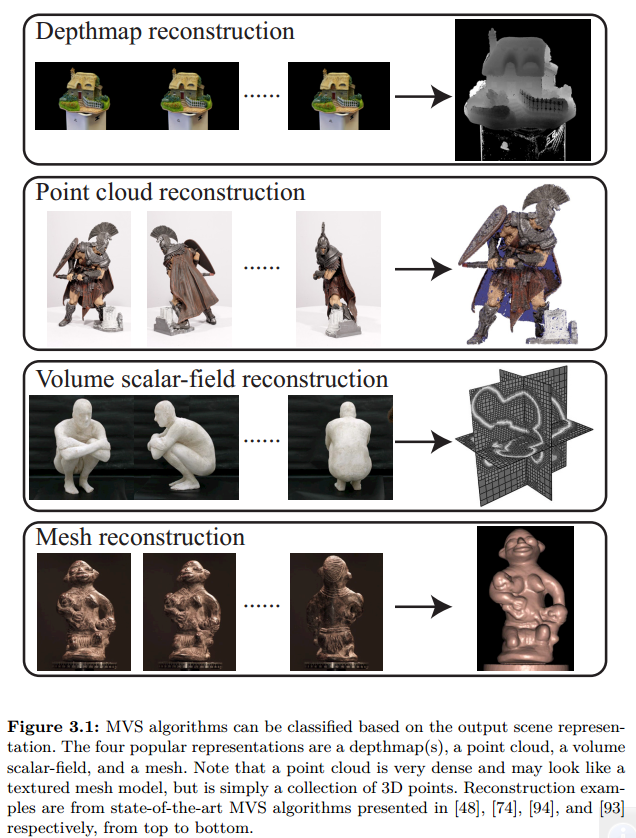 Depthmap reconstruction
......
Point cloud reconstruction
......
Volume scalar-field reconstruction
......
Mesh reconstruction
......
Figure 3.1: MVS algorithms can be classified based on the output scene represen-
tation. The four popular representations are a depthmap(s), a point cloud, a volume
scalar-field, and a mesh. Note that a point cloud is very dense and may look like a
textured mesh model, but is simply a collection of 3D points. Reconstruction exam-
ples are from state-of-the-art MVS algorithms presented in [48], [74], [94], and [93]
respectively, from top to bottom.